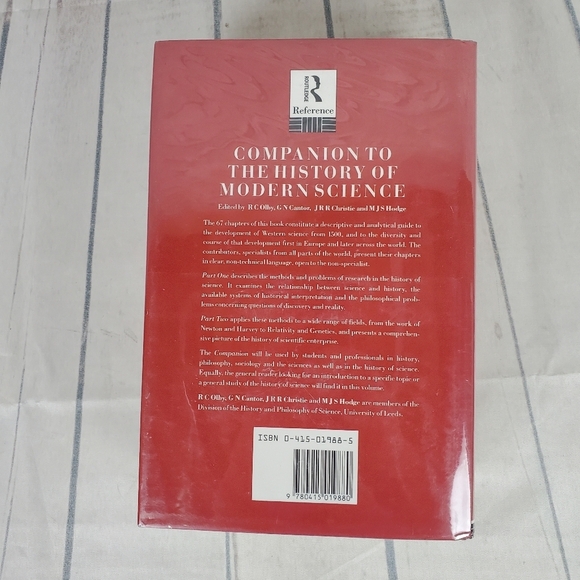 ROUTLEDGE
Reference
COMPANION TO
THE HISTORY OF
MODERN SCIENCE
Edited by R C Olby, G N Cantor, J R R Christie and M J S Hodge
The 67 chapters of this book constitute a descriptive and analytical guide to
the development of Western science from 1500, and to the diversity and
course of that development first in Europe and later across the world. The
contributors, specialists from all parts of the world, present these chapters
in clear, non-technical language, open to the non-specialist.
Part One describes the methods and problems of research in the history of
science. It examines the relationship between science and history, the
available systems of historical interpretation and the philosophical prob-
lems concerning questions of discovery and reality.
Part Two applies these methods to a wide range of fields, from the work of
Newton and Harvey to Relativity and Genetics, and presents a comprehen-
sive picture of the history of scientific enterprise.
The Companion will be used by students and professionals in history,
philosophy, sociology and the sciences as well as in the history of science.
Equally, the general reader looking for an introduction to a specific topic or
a general study of the history of science will find it in this volume.
R C Olby, G N Cantor, J R R Christie and M J S Hodge are members of the
Division of the History and Philosophy of Science, University of Leeds.
ISBN 0-415-01988-5
9 780415 019880